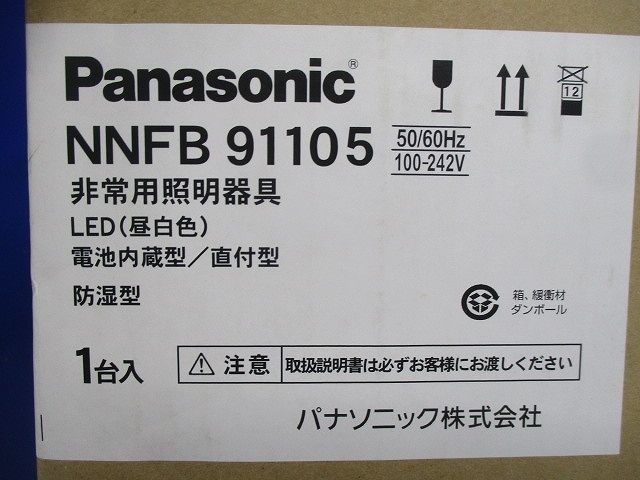 Panasonic®
NNFB 91105
50/60Hz
100-242V
12
非常用照明器具
LED(昼白色)
電池内蔵型/直付型
防湿型
箱、緩衝材
ダンボール
1台入
注意 取扱説明書は必ずお客様にお渡しください
パナソニック株式会社